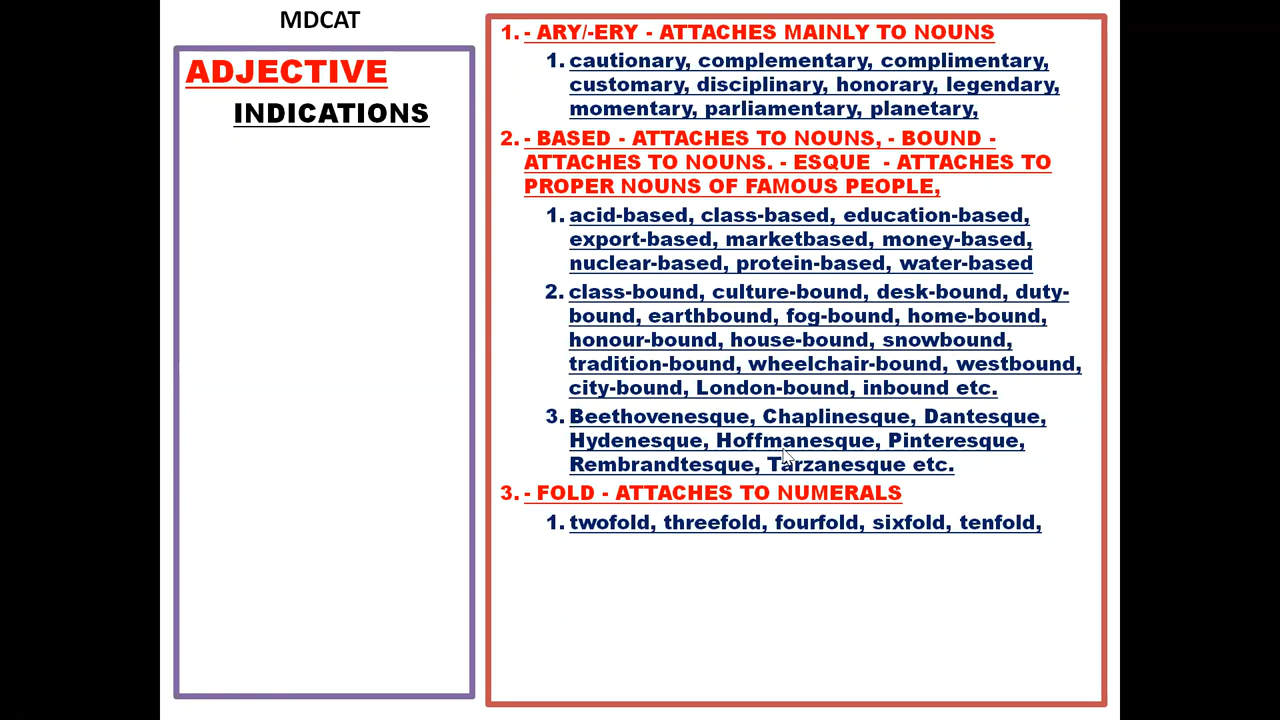 MDCAT
ADJECTIVE
INDICATIONS
1. - ARY/-ERY - ATTACHES MAINLY TO NOUNS
1. cautionary, complementary, complimentary,
customary, disciplinary, honorary, legendary,
momentary, parliamentary, planetary,
2. - BASED - ATTACHES TO NOUNS, - BOUND -
ATTACHES TO NOUNS. - ESQUE - ATTACHES TO
PROPER NOUNS OF FAMOUS PEOPLE,
1. acid-based, class-based, education-based,
export-based, marketbased, money-based,
nuclear-based, protein-based, water-based
2. class-bound, culture-bound, desk-bound, duty-
bound, earthbound, fog-bound, home-bound,
honour-bound, house-bound, snowbound,
tradition-bound, wheelchair-bound, westbound,
city-bound, London-bound, inbound etc.
3. Beethovenesque, Chaplinesque, Dantesque,
Hydenesque, Hoffmanesque, Pinteresque,
Rembrandtesque, Tarzanesque etc.
3. - FOLD - ATTACHES TO NUMERALS
1. twofold, threefold, fourfold, sixfold, tenfold,